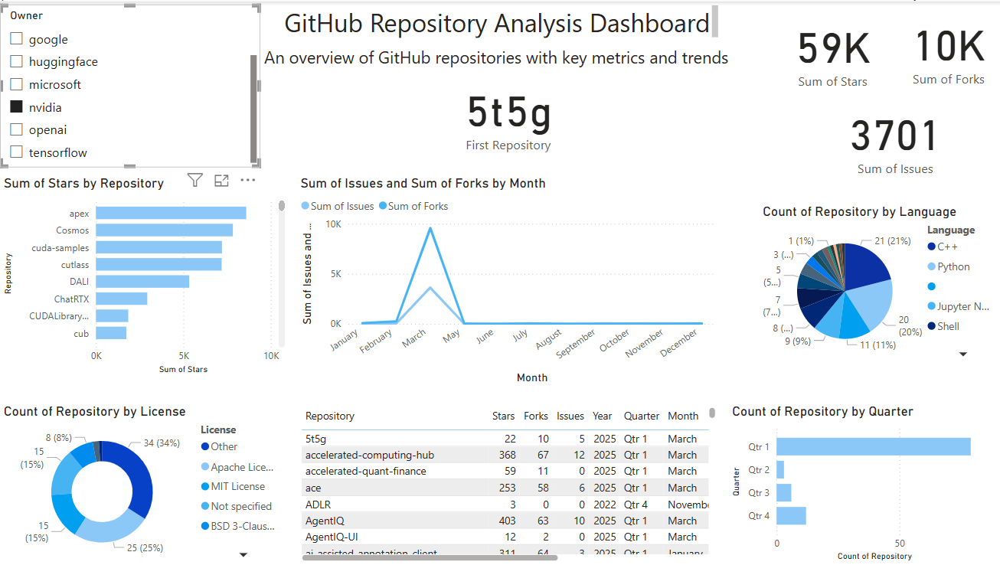 Owner
google
huggingface
microsoft
nvidia
openai
tensorflow
GitHub Repository Analysis Dashboard
An overview of GitHub repositories with key metrics and trends
5t5g
First Repository
59K
Sum of Stars
10K
Sum of Forks
3701
Sum of Issues
Sum of Stars by Repository
Repository
apex
Cosmos
cuda-samples
cutlass
DALI
ChatRTX
CUDALibrary...
cub
0K 5K 10K
Sum of Stars
Sum of Issues and Sum of Forks by Month
Sum of Issues Sum of Forks
Sum of Issues and ...
10K
5K
0K
January February March May June July August September October November December
Month
Count of Repository by Language
1 (1%)
3 (...)
5
(5...)
7
(7...)
8 (...)
9 (9%)
11 (11%)
20
(20%)
21 (21%)
Language
C++
Python
Jupyter N...
Shell
Count of Repository by License
8 (8%)
15
(15%)
15
(15%)
25 (25%)
34 (34%)
License
Other
Apache Lice...
MIT License
Not specified
BSD 3-Claus...
Repository Stars Forks Issues Year Quarter Month
5t5g 22 10 5 2025 Qtr 1 March
accelerated-computing-hub 368 67 12 2025 Qtr 1 March
accelerated-quant-finance 59 11 0 2025 Qtr 1 March
ace 253 58 6 2025 Qtr 1 March
ADLR 3 0 0 2022 Qtr 4 Novembe
AgentIQ 403 63 10 2025 Qtr 1 March
AgentIQ-UI 12 2 0 2025 Qtr 1 March
ai_assisted_annotation_client 311 64 3 2025 Qtr 1 January
Count of Repository by Quarter
Quarter
Qtr 1
Qtr 2
Qtr 3
Qtr 4
0 50
Count of Repository